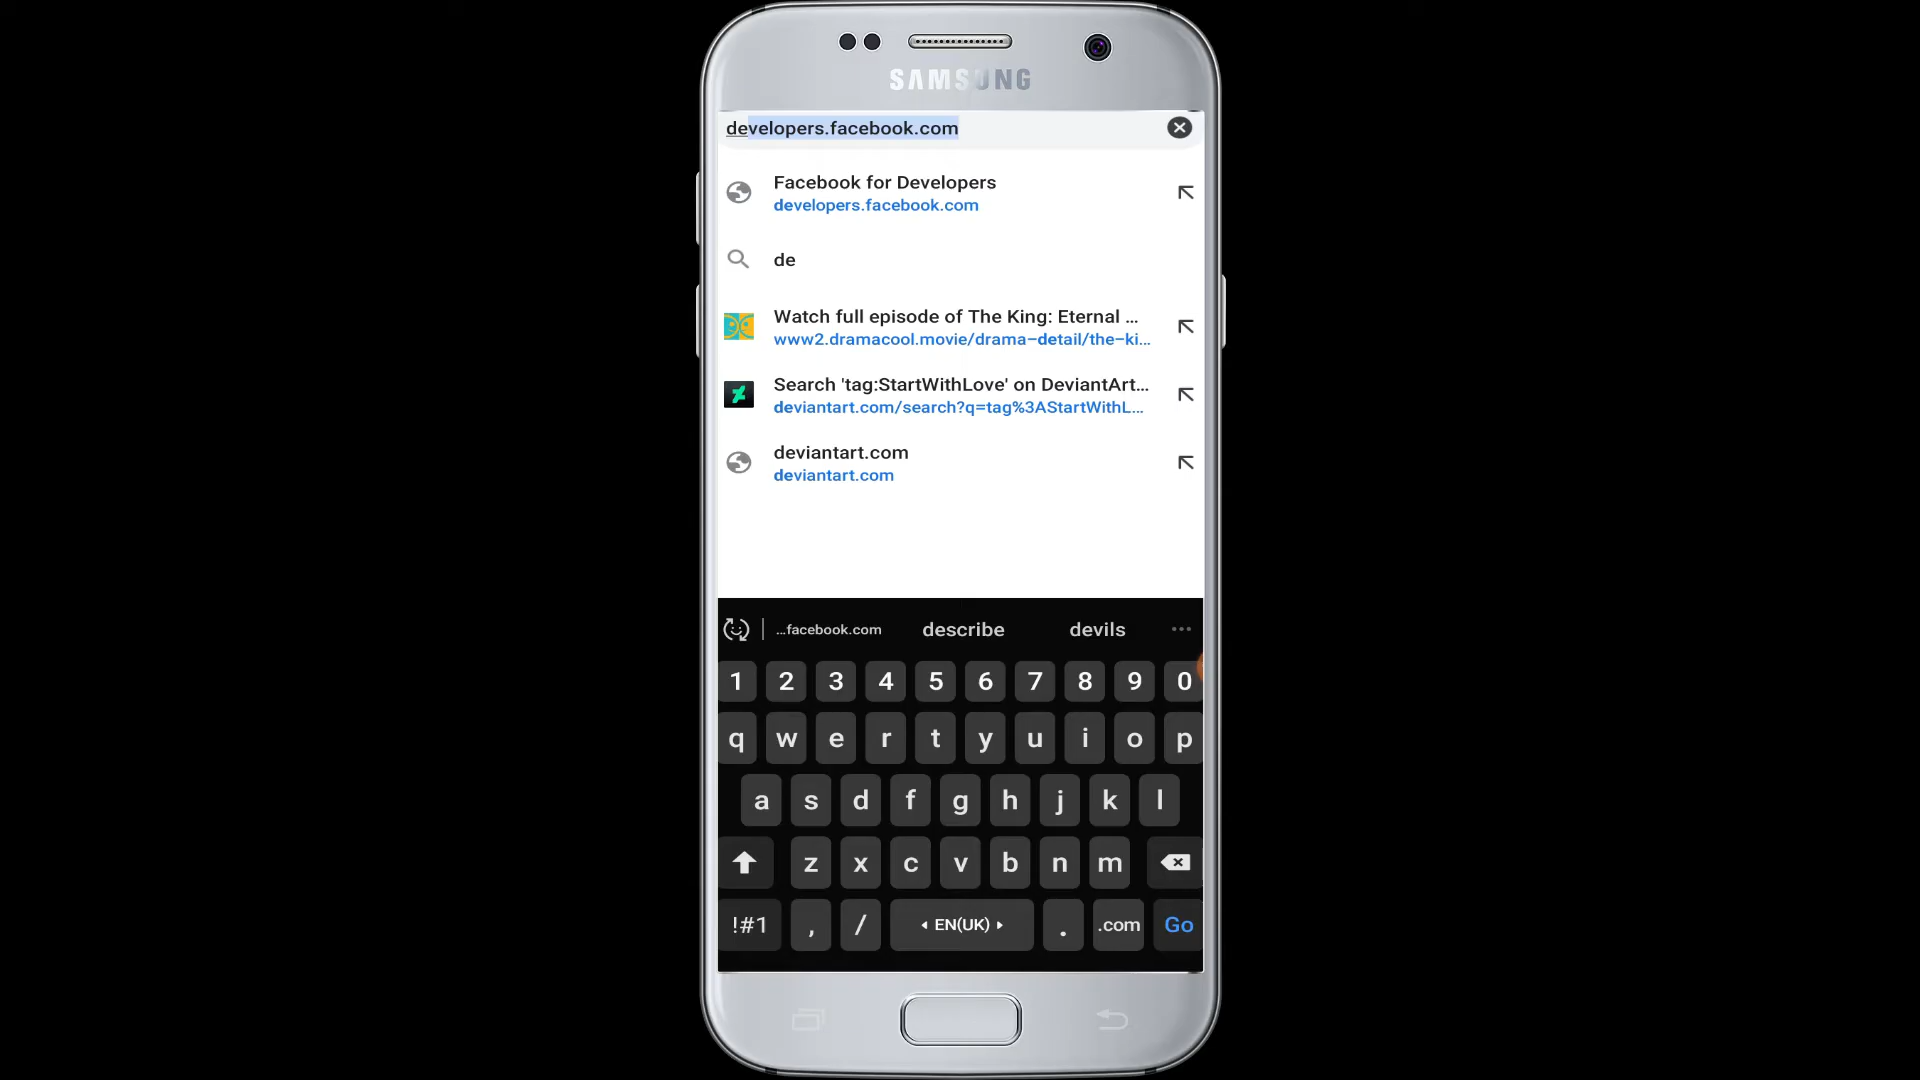 SAMSUNG
developers.facebook.com
Facebook for Developers
developers.facebook.com
de
Watch full episode of The King: Eternal ...
www2.dramacool.movie/drama-detail/the-ki...
Search 'tag:StartWithLove' on DeviantArt...
deviantart.com/search?q=tag%3AStartWithL...
deviantart.com
deviantart.com
...facebook.com describe devils ...
1 2 3 4 5 6 7 8 9 0
q w e r t y u i o p
a s d f g h j k l
z x c v b n m
!#1 , / EN(UK) . .com Go